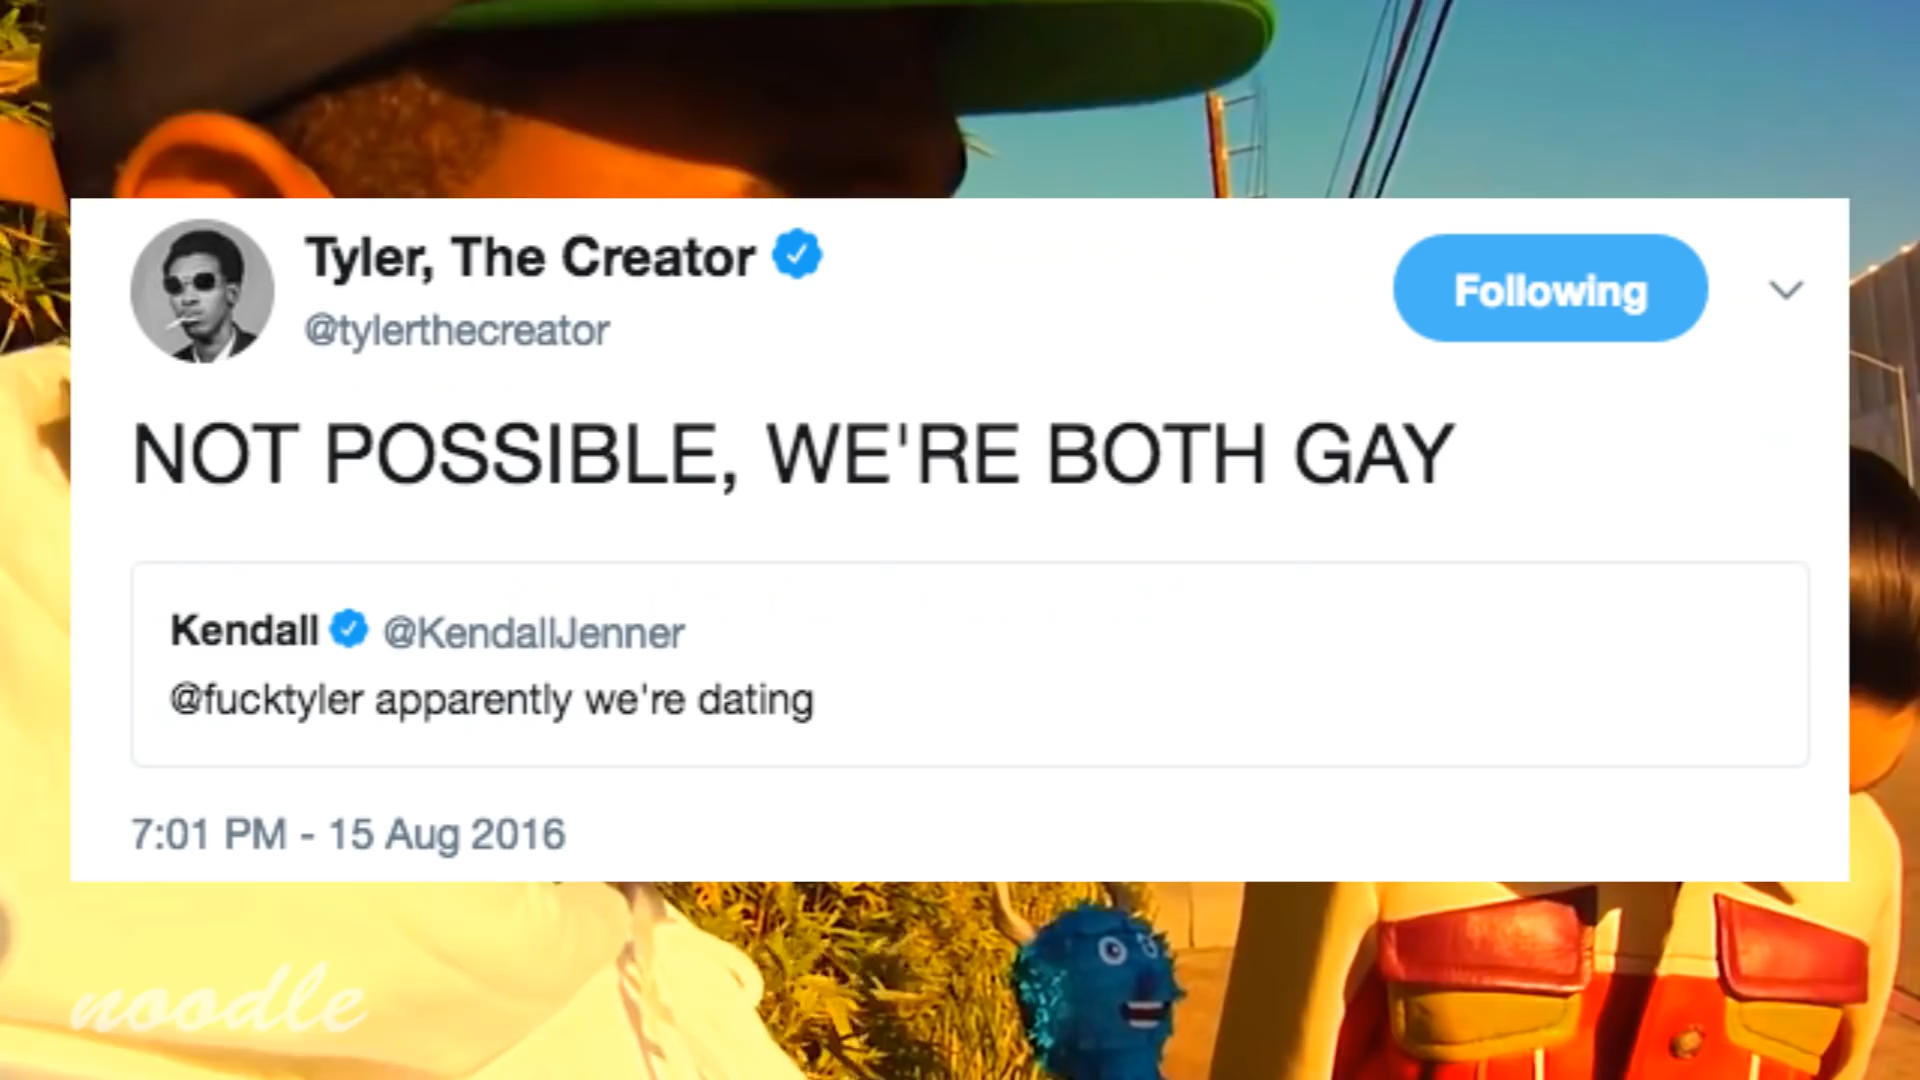 Tyler, The Creator
@tylerthecreator
Following
NOT POSSIBLE, WE'RE BOTH GAY
Kendall @KendallJenner
@fucktyler apparently we're dating
7:01 PM - 15 Aug 2016
noodle